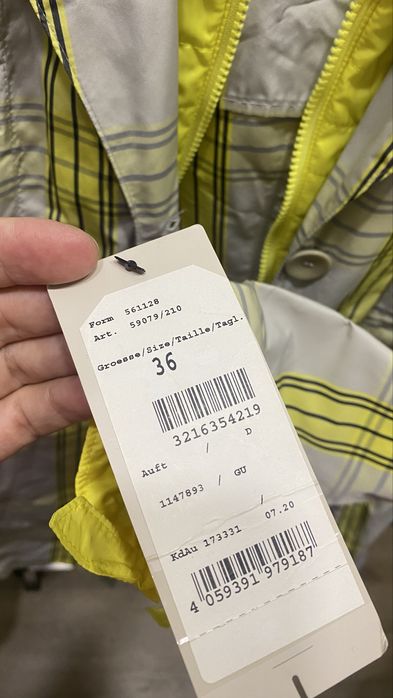 Form 561128
Art. 59079/210
Groesse/Size/Taille/Tagl.
36
3216354219
/ D
Auft
1147893 / GU
/ 07.20
KdAu 173331
4 059391 979187